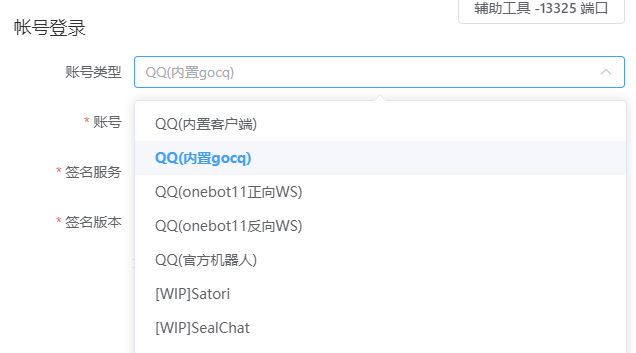 辅助工具 -13325 端口
帐号登录
账号类型 QQ(内置gocq)
* 账号
QQ(内置客户端)
QQ(内置gocq)
* 签名服务
QQ(onebot11正向WS)
* 签名版本
QQ(onebot11反向WS)
QQ(官方机器人)
[WIP]Satori
[WIP]SealChat